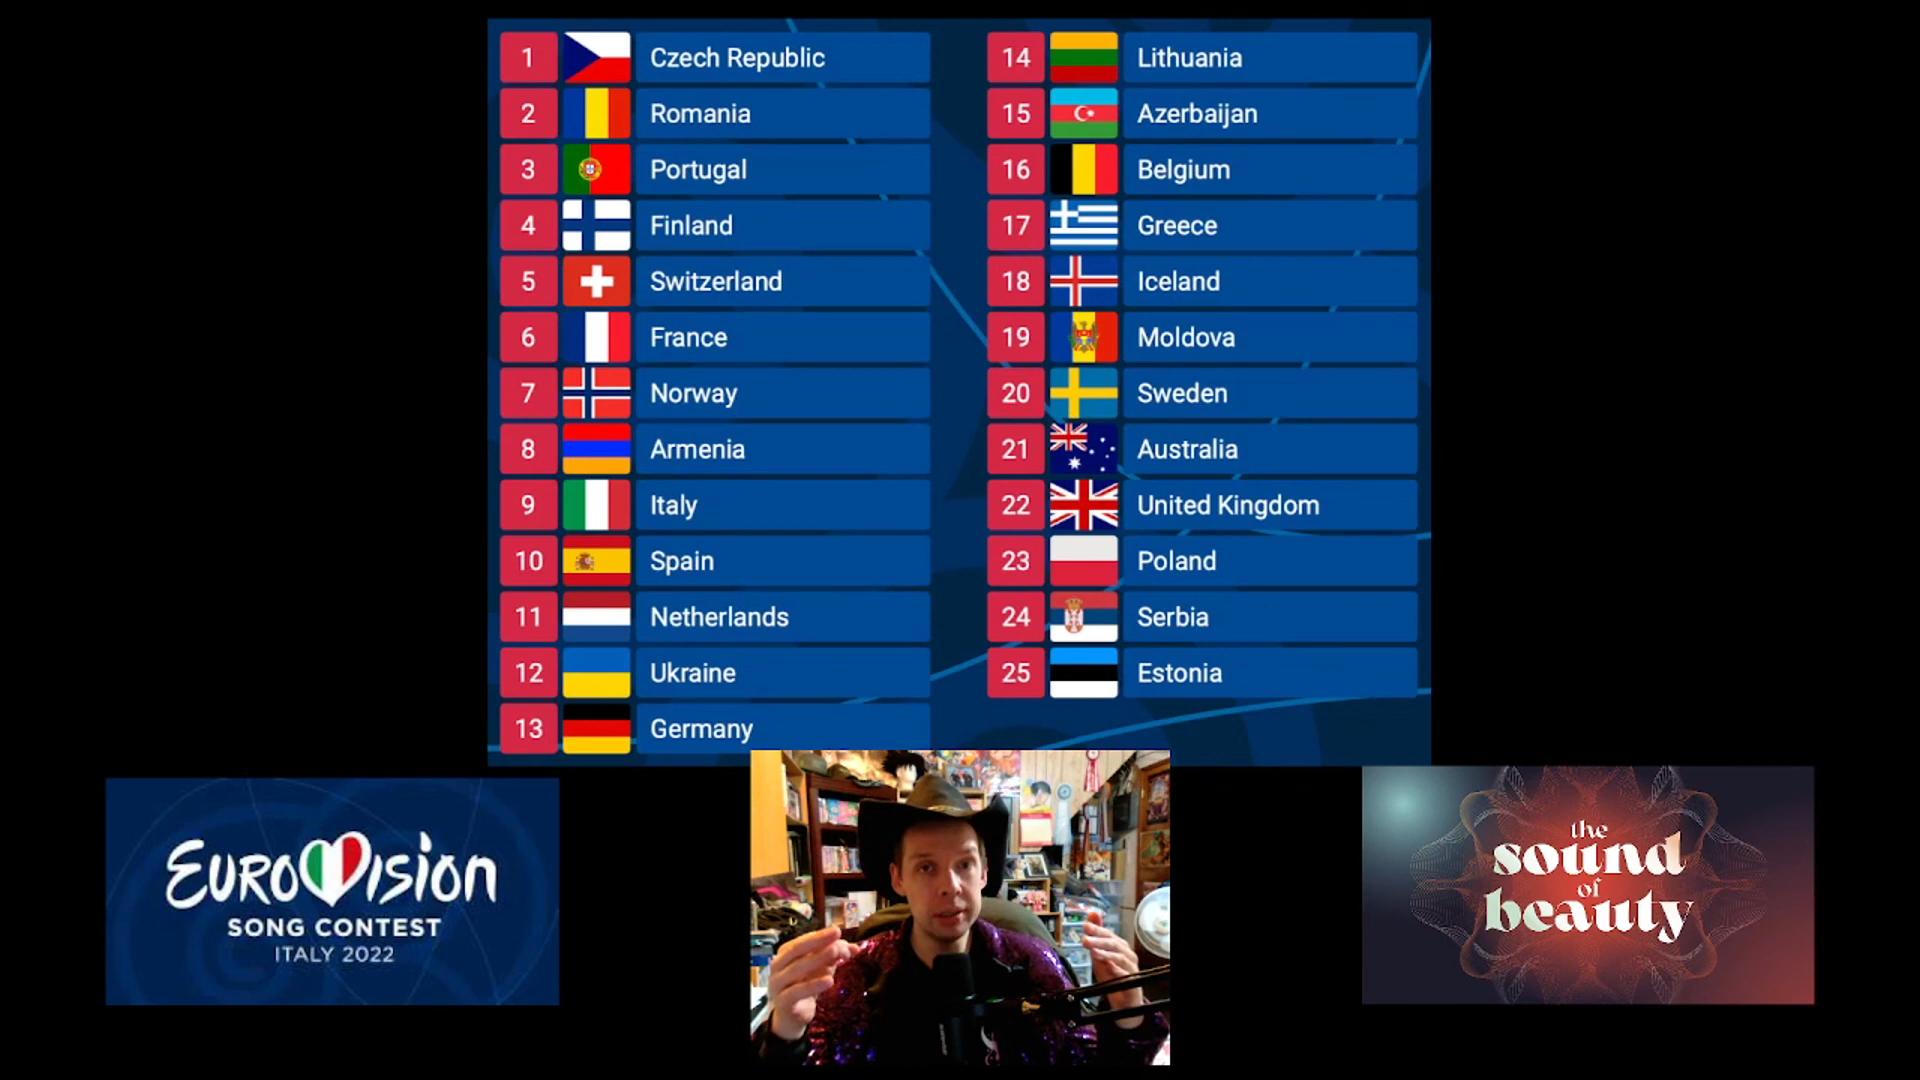 1 Czech Republic
2 Romania
3 Portugal
4 Finland
5 Switzerland
6 France
7 Norway
8 Armenia
9 Italy
10 Spain
11 Netherlands
12 Ukraine
13 Germany
14 Lithuania
15 Azerbaijan
16 Belgium
17 Greece
18 Iceland
19 Moldova
20 Sweden
21 Australia
22 United Kingdom
23 Poland
24 Serbia
25 Estonia
EUROVISION
SONG CONTEST
ITALY 2022
the
sound
of
beauty